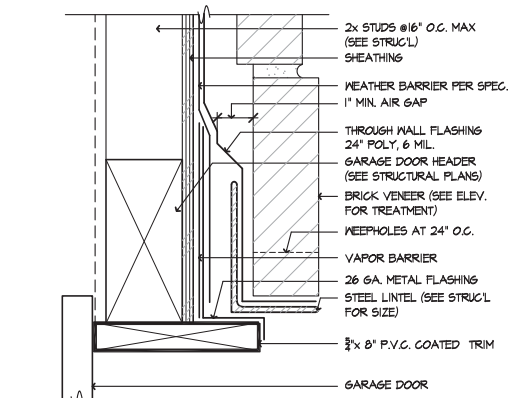 2x STUDS @16" O.C. MAX
(SEE STRUC'L)
SHEATHING
WEATHER BARRIER PER SPEC.
1" MIN. AIR GAP
THROUGH WALL FLASHING
24" POLY, 6 MIL.
GARAGE DOOR HEADER
(SEE STRUCTURAL PLANS)
BRICK VENEER (SEE ELEV.
FOR TREATMENT)
WEEPHOLES AT 24" O.C.
VAPOR BARRIER
26 GA. METAL FLASHING
STEEL LINTEL (SEE STRUC'L
FOR SIZE)
5/4"x 8" P.V.C. COATED TRIM
GARAGE DOOR